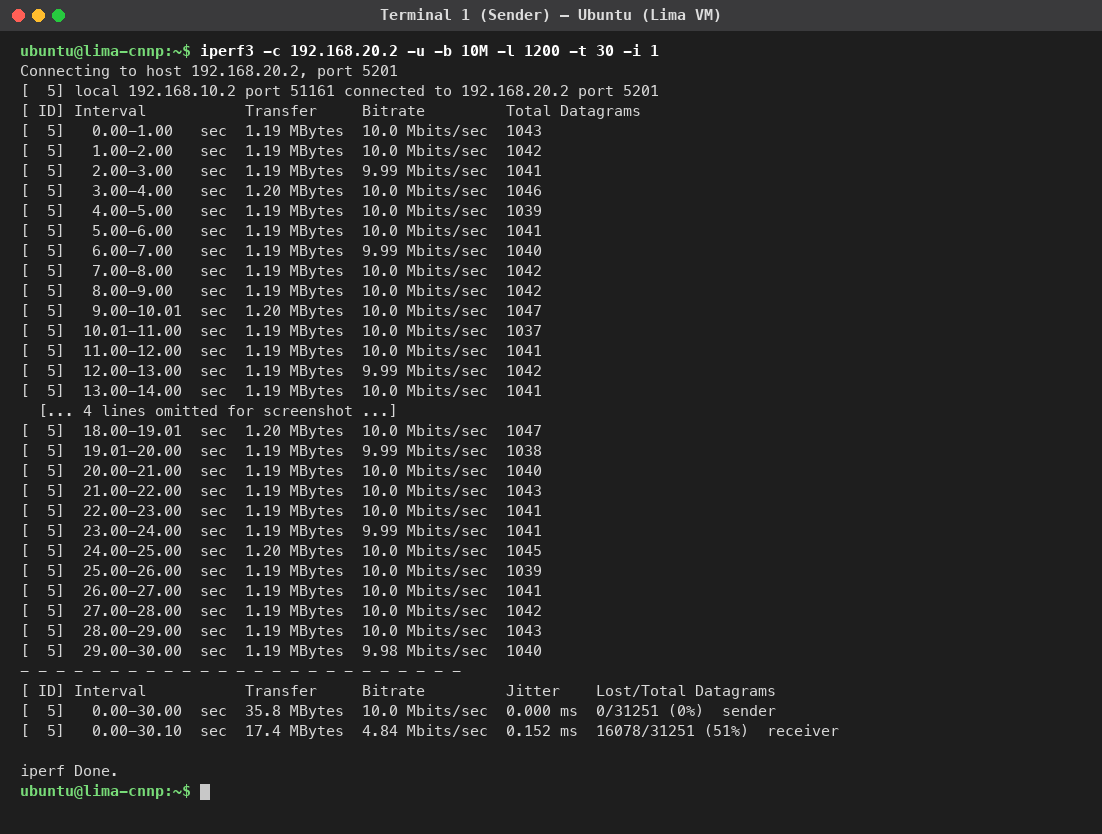 Terminal 1 (Sender) — Ubuntu (Lima VM)
ubuntu@lima-cnnp:~$ iperf3 -c 192.168.20.2 -u -b 10M -l 1200 -t 30 -i 1
Connecting to host 192.168.20.2, port 5201
[  5] local 192.168.10.2 port 51161 connected to 192.168.20.2 port 5201
[ ID] Interval           Transfer     Bitrate         Total Datagrams
[  5]   0.00-1.00   sec  1.19 MBytes  10.0 Mbits/sec  1043
[  5]   1.00-2.00   sec  1.19 MBytes  10.0 Mbits/sec  1042
[  5]   2.00-3.00   sec  1.19 MBytes  9.99 Mbits/sec  1041
[  5]   3.00-4.00   sec  1.20 MBytes  10.0 Mbits/sec  1046
[  5]   4.00-5.00   sec  1.19 MBytes  10.0 Mbits/sec  1039
[  5]   5.00-6.00   sec  1.19 MBytes  10.0 Mbits/sec  1041
[  5]   6.00-7.00   sec  1.19 MBytes  9.99 Mbits/sec  1040
[  5]   7.00-8.00   sec  1.19 MBytes  10.0 Mbits/sec  1042
[  5]   8.00-9.00   sec  1.19 MBytes  10.0 Mbits/sec  1042
[  5]   9.00-10.01  sec  1.20 MBytes  10.0 Mbits/sec  1047
[  5]  10.01-11.00  sec  1.19 MBytes  10.0 Mbits/sec  1037
[  5]  11.00-12.00  sec  1.19 MBytes  10.0 Mbits/sec  1041
[  5]  12.00-13.00  sec  1.19 MBytes  9.99 Mbits/sec  1042
[  5]  13.00-14.00  sec  1.19 MBytes  10.0 Mbits/sec  1041
[... 4 lines omitted for screenshot ...]
[  5]  18.00-19.01  sec  1.20 MBytes  10.0 Mbits/sec  1047
[  5]  19.01-20.00  sec  1.19 MBytes  9.99 Mbits/sec  1038
[  5]  20.00-21.00  sec  1.19 MBytes  10.0 Mbits/sec  1040
[  5]  21.00-22.00  sec  1.19 MBytes  10.0 Mbits/sec  1043
[  5]  22.00-23.00  sec  1.19 MBytes  10.0 Mbits/sec  1041
[  5]  23.00-24.00  sec  1.19 MBytes  9.99 Mbits/sec  1041
[  5]  24.00-25.00  sec  1.20 MBytes  10.0 Mbits/sec  1045
[  5]  25.00-26.00  sec  1.19 MBytes  10.0 Mbits/sec  1039
[  5]  26.00-27.00  sec  1.19 MBytes  10.0 Mbits/sec  1041
[  5]  27.00-28.00  sec  1.19 MBytes  10.0 Mbits/sec  1042
[  5]  28.00-29.00  sec  1.19 MBytes  10.0 Mbits/sec  1043
[  5]  29.00-30.00  sec  1.19 MBytes  9.98 Mbits/sec  1040
- - - - - - - - - - - - - - - - - - - - - - - - -
[ ID] Interval           Transfer     Bitrate         Jitter    Lost/Total Datagrams
[  5]   0.00-30.00  sec  35.8 MBytes  10.0 Mbits/sec  0.000 ms  0/31251 (0%)  sender
[  5]   0.00-30.10  sec  17.4 MBytes  4.84 Mbits/sec  0.152 ms  16078/31251 (51%)  receiver
iperf Done.
ubuntu@lima-cnnp:~$